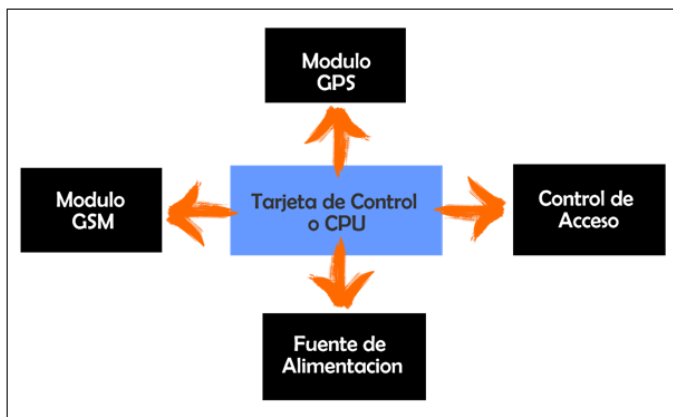 Modulo
GPS
Modulo
GSM
Tarjeta de Control
o CPU
Control de
Acceso
Fuente de
Alimentacion